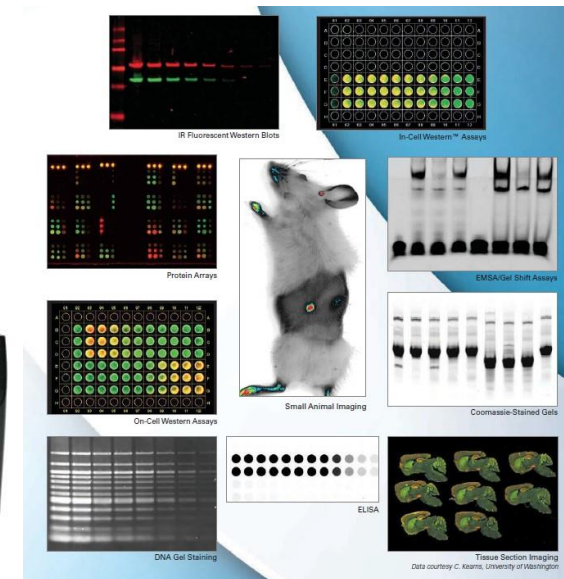 IR Fluorescent Western Blots
In-Cell Western™ Assays
Protein Arrays
EMSA/Gel Shift Assays
Small Animal Imaging
On-Cell Western Assays
Coomassie-Stained Gels
DNA Gel Staining
ELISA
Tissue Section Imaging
Data courtesy C. Kearns, University of Washington